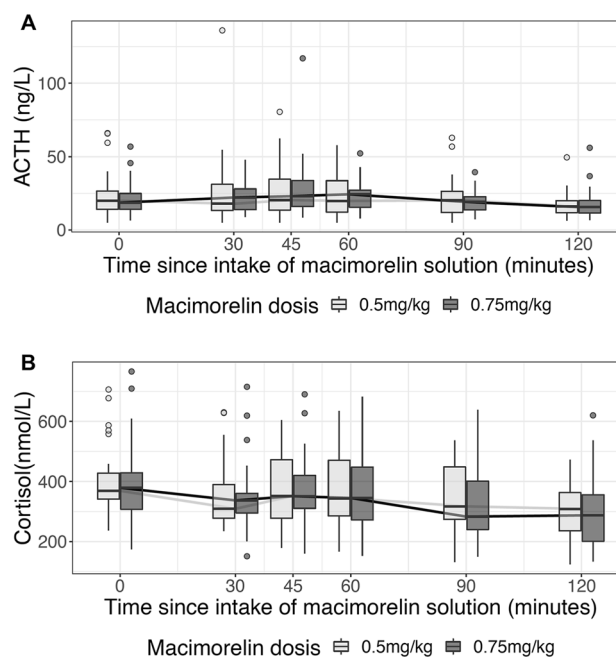 A
ACTH (ng/L)
100
50
0
0 30 45 60 90 120
Time since intake of macimorelin solution (minutes)
Macimorelin dosis 0.5mg/kg 0.75mg/kg
B
Cortisol(nmol/L)
600
400
200
0 30 45 60 90 120
Time since intake of macimorelin solution (minutes)
Macimorelin dosis 0.5mg/kg 0.75mg/kg